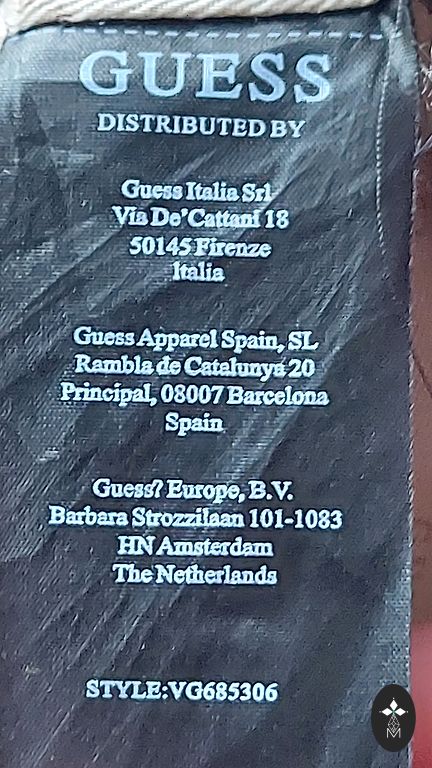 GUESS
DISTRIBUTED BY
Guess Italia Srl
Via De'Cattani 18
50145 Firenze
Italia
Guess Apparel Spain, SL
Rambla de Catalunya 20
Principal, 08007 Barcelona
Spain
Guess? Europe, B.V.
Barbara Strozzilaan 101-1083
HN Amsterdam
The Netherlands
STYLE:VG685306
M